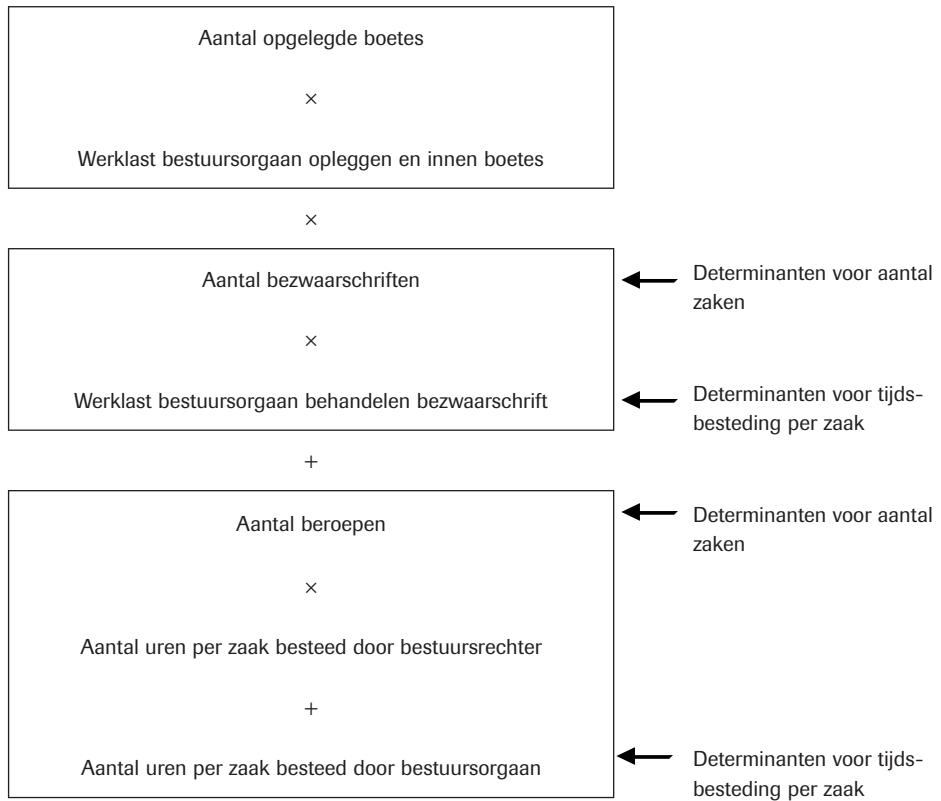 Aantal opgelegde boetes
×
Werklast bestuursorgaan opleggen en innen boetes
×
Aantal bezwaarschriften
Determinanten voor aantal
zaken
×
Werklast bestuursorgaan behandelen bezwaarschrift
Determinanten voor tijds-
besteding per zaak
+
Aantal beroepen
Determinanten voor aantal
zaken
×
Aantal uren per zaak besteed door bestuursrechter
+
Aantal uren per zaak besteed door bestuursorgaan
Determinanten voor tijds-
besteding per zaak